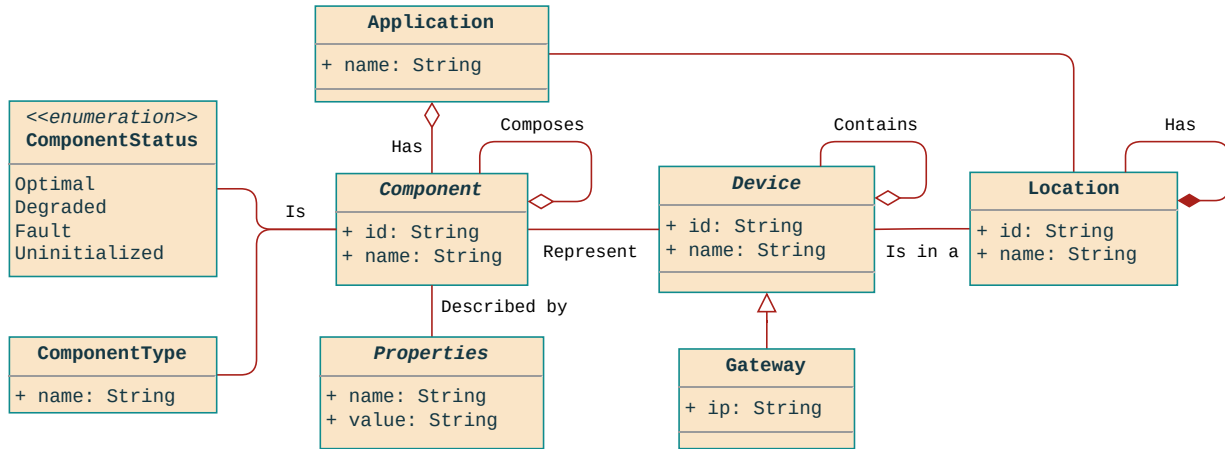 Application
+ name: String
<<enumeration>>
ComponentStatus
Optimal
Degraded
Fault
Uninitialized
Is
Has
Composes
Component
+ id: String
+ name: String
Represent
Contains
Device
+ id: String
+ name: String
Is in a
Has
Location
+ id: String
+ name: String
Described by
ComponentType
+ name: String
Properties
+ name: String
+ value: String
Gateway
+ ip: String